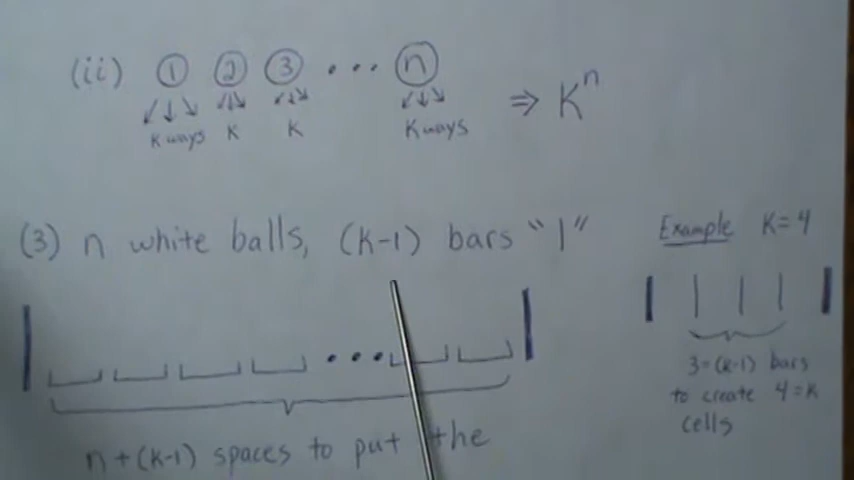 (ii) ① ② ③ ... ⓝ ⇒ Kⁿ
K ways K K K ways
(3) n white balls, (k-1) bars "|"
n+(k-1) spaces to put the
Example K=4
3=(k-1) bars
to create 4=K
cells